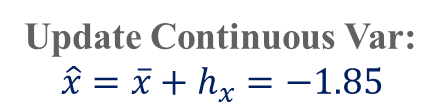 Update Continuous Var:
x̂ = x̄ + hₓ = −1.85